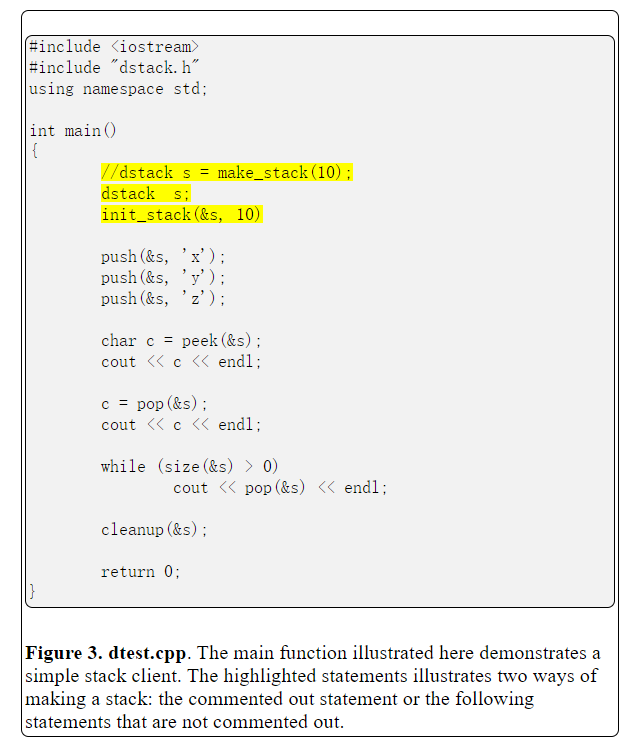 #include <iostream>
#include "dstack.h"
using namespace std;
int main()
{
//dstack s = make_stack(10);
dstack  s;
init_stack(&s, 10)
push(&s, 'x');
push(&s, 'y');
push(&s, 'z');
char c = peek(&s);
cout << c << endl;
c = pop(&s);
cout << c << endl;
while (size(&s) > 0)
cout << pop(&s) << endl;
cleanup(&s);
return 0;
}
Figure 3. dtest.cpp. The main function illustrated here demonstrates a
simple stack client. The highlighted statements illustrates two ways of
making a stack: the commented out statement or the following
statements that are not commented out.